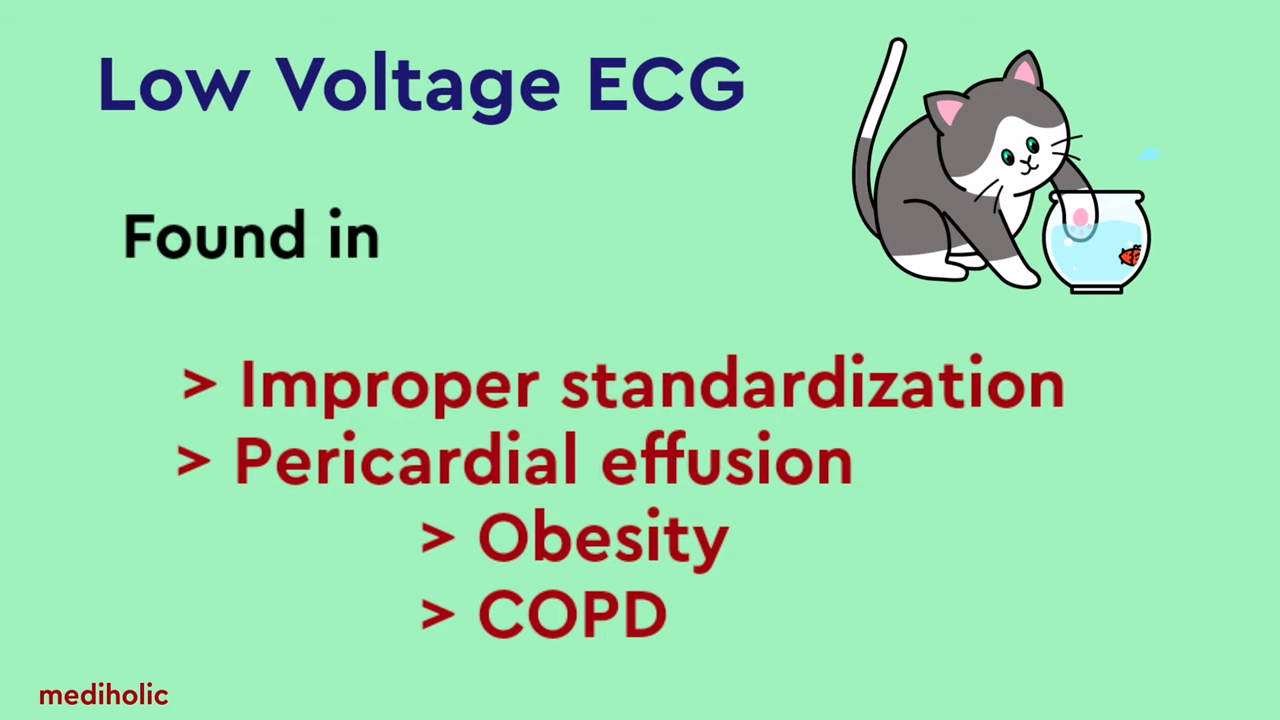 Low Voltage ECG
Found in
> Improper standardization
> Pericardial effusion
> Obesity
> COPD
mediholic